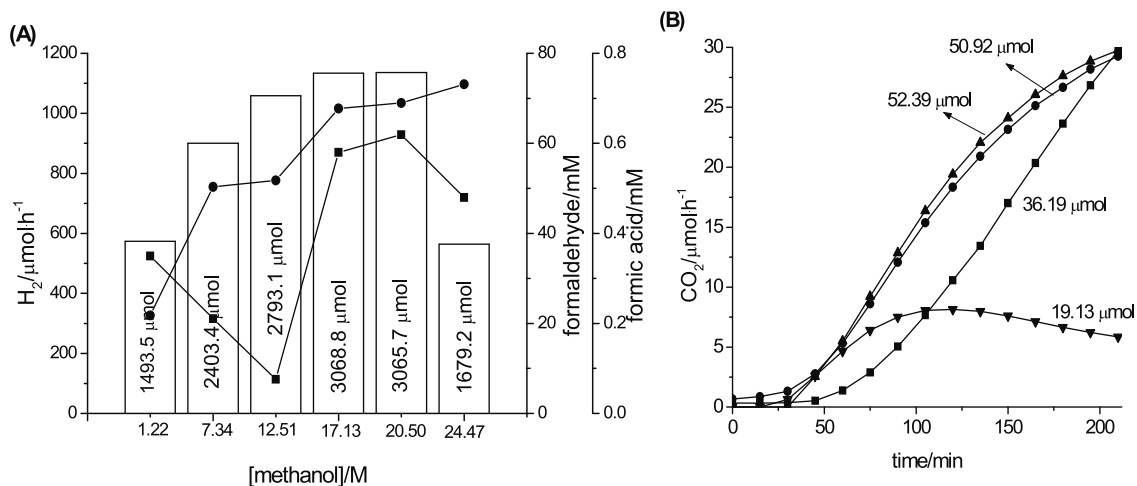 (A)
1200
1000
800
600
400
200
0
H₂/μmol·h⁻¹
1493.5 μmol
2403.4 μmol
2793.1 μmol
3068.8 μmol
3065.7 μmol
1679.2 μmol
1.22
7.34
12.51
17.13
20.50
24.47
[methanol]/M
80
60
40
20
0
formaldehyde/mM
0.8
0.6
0.4
0.2
0.0
formic acid/mM
(B)
30
25
20
15
10
5
0
CO₂/μmol·h⁻¹
50.92 μmol
52.39 μmol
36.19 μmol
19.13 μmol
0
50
100
150
200
time/min